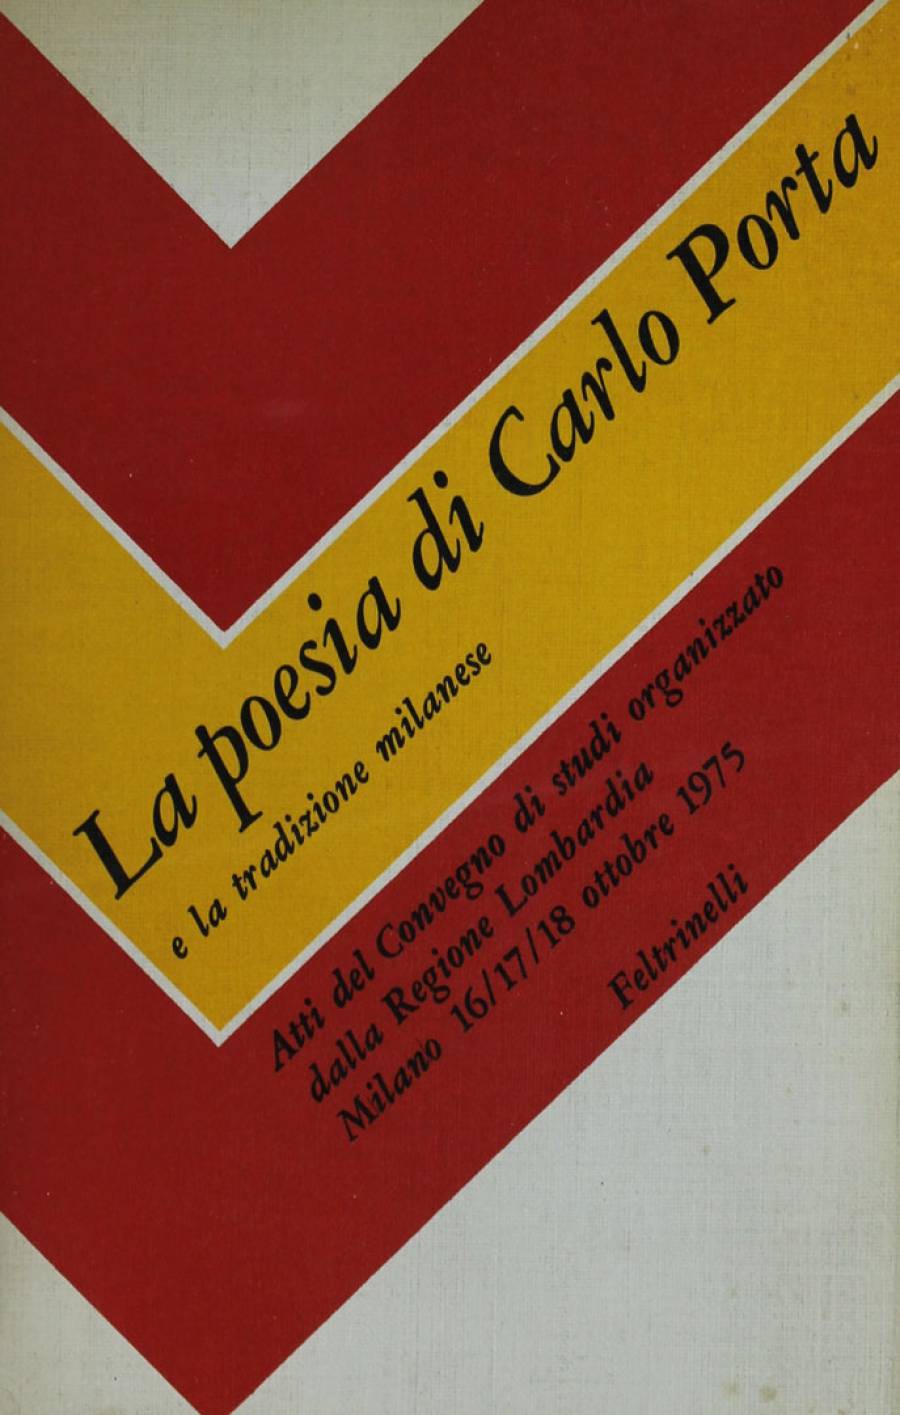 La poesia di Carlo Porta
e la tradizione milanese
Atti del Convegno di studi organizzato
dalla Regione Lombardia
Milano 16/17/18 ottobre 1975
Feltrinelli